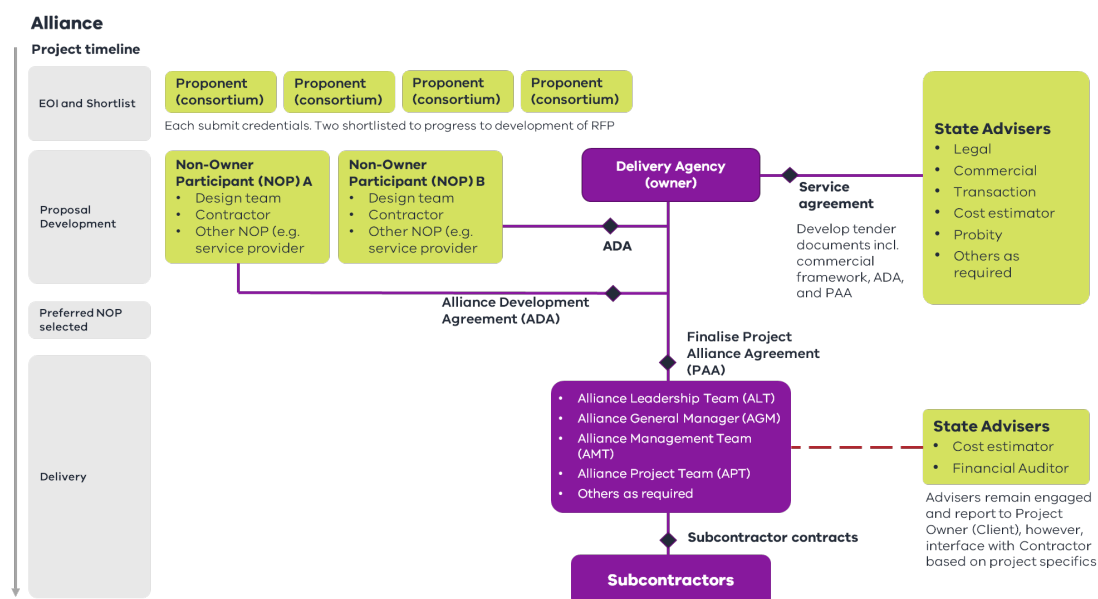 Alliance
Project timeline
EOI and Shortlist
Proponent
(consortium)
Proponent
(consortium)
Proponent
(consortium)
Proponent
(consortium)
Each submit credentials. Two shortlisted to progress to development of RFP
State Advisers
• Legal
• Commercial
• Transaction
• Cost estimator
• Probity
• Others as
required
Proposal
Development
Non-Owner
Participant (NOP) A
• Design team
• Contractor
• Other NOP (e.g.
service provider
Non-Owner
Participant (NOP) B
• Design team
• Contractor
• Other NOP (e.g.
service provider
Delivery Agency
(owner)
Service
agreement
Develop tender
documents incl.
commercial
framework, ADA,
and PAA
ADA
Alliance Development
Agreement (ADA)
Preferred NOP
selected
Finalise Project
Alliance Agreement
(PAA)
Delivery
• Alliance Leadership Team (ALT)
• Alliance General Manager (AGM)
• Alliance Management Team
(AMT)
• Alliance Project Team (APT)
• Others as required
State Advisers
• Cost estimator
• Financial Auditor
Advisers remain engaged
and report to Project
Owner (Client), however,
interface with Contractor
based on project specifics
Subcontractor contracts
Subcontractors